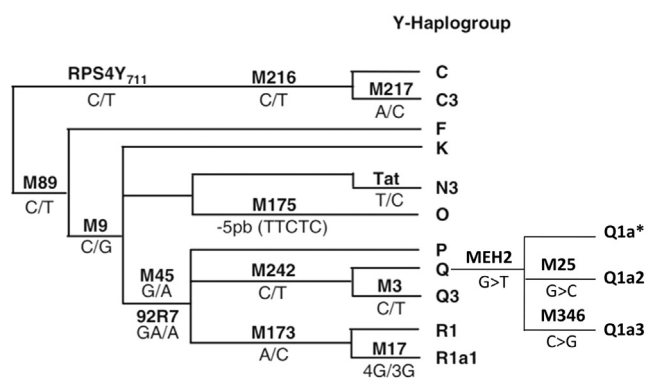 Y-Haplogroup
RPS4Y711 M216 C
C/T C/T M217 C3
A/C
F
K
M89 Tat N3
C/T T/C
M175 O
-5pb (TTCTC)
M9
C/G
P
Q1a*
M45 M242 Q MEH2 M25 Q1a2
G/A C/T G>T G>C
M3 Q3
C/T
92R7 M346 Q1a3
GA/A C>G
M173 R1
A/C M17 R1a1
4G/3G